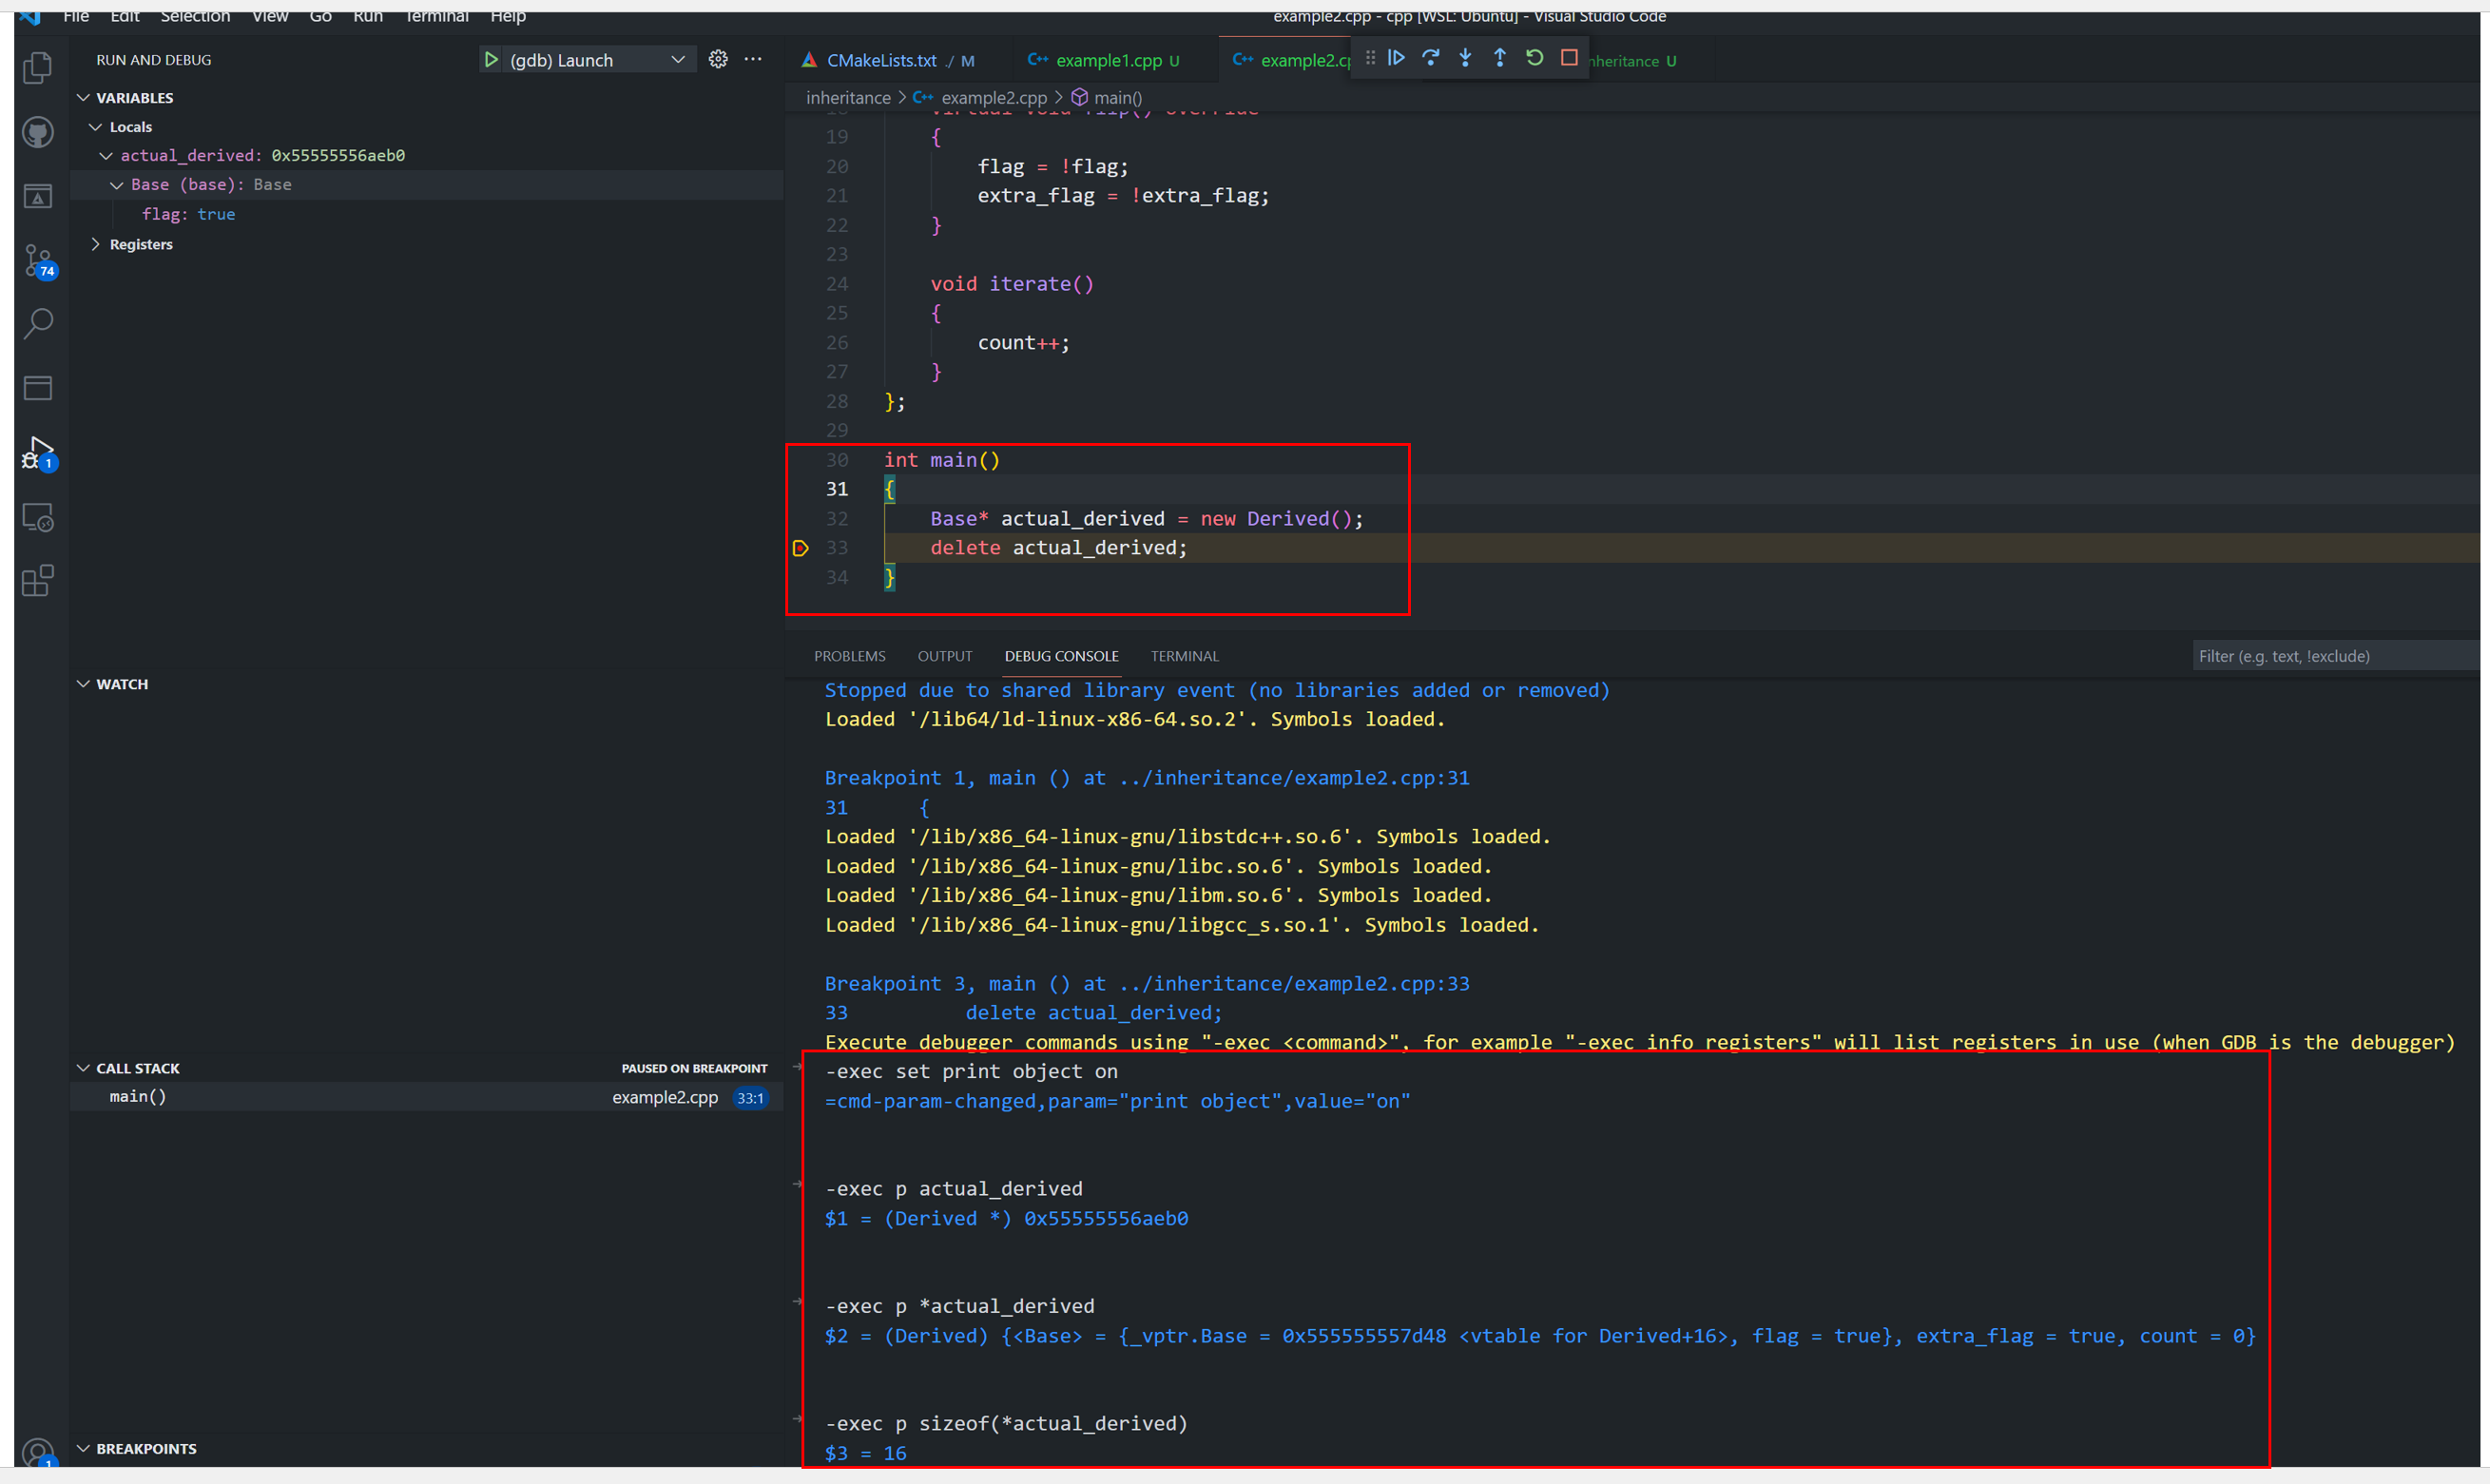 File Edit Selection View Go Run Terminal Help
example2.cpp - cpp [WSL: Ubuntu] - Visual Studio Code
RUN AND DEBUG
(gdb) Launch
VARIABLES
Locals
actual_derived: 0x55555556aeb0
Base (base): Base
flag: true
Registers
74
1
WATCH
CALL STACK
PAUSED ON BREAKPOINT
main() example2.cpp 33:1
BREAKPOINTS
1
CMakeLists.txt ./ M
C++ example1.cpp U
C++ example2.cp
nheritance U
inheritance > C++ example2.cpp > main()
18 virtual void flip() override
19 {
20 flag = !flag;
21 extra_flag = !extra_flag;
22 }
23
24 void iterate()
25 {
26 count++;
27 }
28 };
29
30 int main()
31 {
32 Base* actual_derived = new Derived();
33 delete actual_derived;
34 }
PROBLEMS OUTPUT DEBUG CONSOLE TERMINAL
Filter (e.g. text, !exclude)
Stopped due to shared library event (no libraries added or removed)
Loaded '/lib64/ld-linux-x86-64.so.2'. Symbols loaded.
Breakpoint 1, main () at ../inheritance/example2.cpp:31
31 {
Loaded '/lib/x86_64-linux-gnu/libstdc++.so.6'. Symbols loaded.
Loaded '/lib/x86_64-linux-gnu/libc.so.6'. Symbols loaded.
Loaded '/lib/x86_64-linux-gnu/libm.so.6'. Symbols loaded.
Loaded '/lib/x86_64-linux-gnu/libgcc_s.so.1'. Symbols loaded.
Breakpoint 3, main () at ../inheritance/example2.cpp:33
33 delete actual_derived;
Execute debugger commands using "-exec <command>", for example "-exec info registers" will list registers in use (when GDB is the debugger)
-exec set print object on
=cmd-param-changed,param="print object",value="on"
-exec p actual_derived
$1 = (Derived *) 0x55555556aeb0
-exec p *actual_derived
$2 = (Derived) {<Base> = {_vptr.Base = 0x555555557d48 <vtable for Derived+16>, flag = true}, extra_flag = true, count = 0}
-exec p sizeof(*actual_derived)
$3 = 16